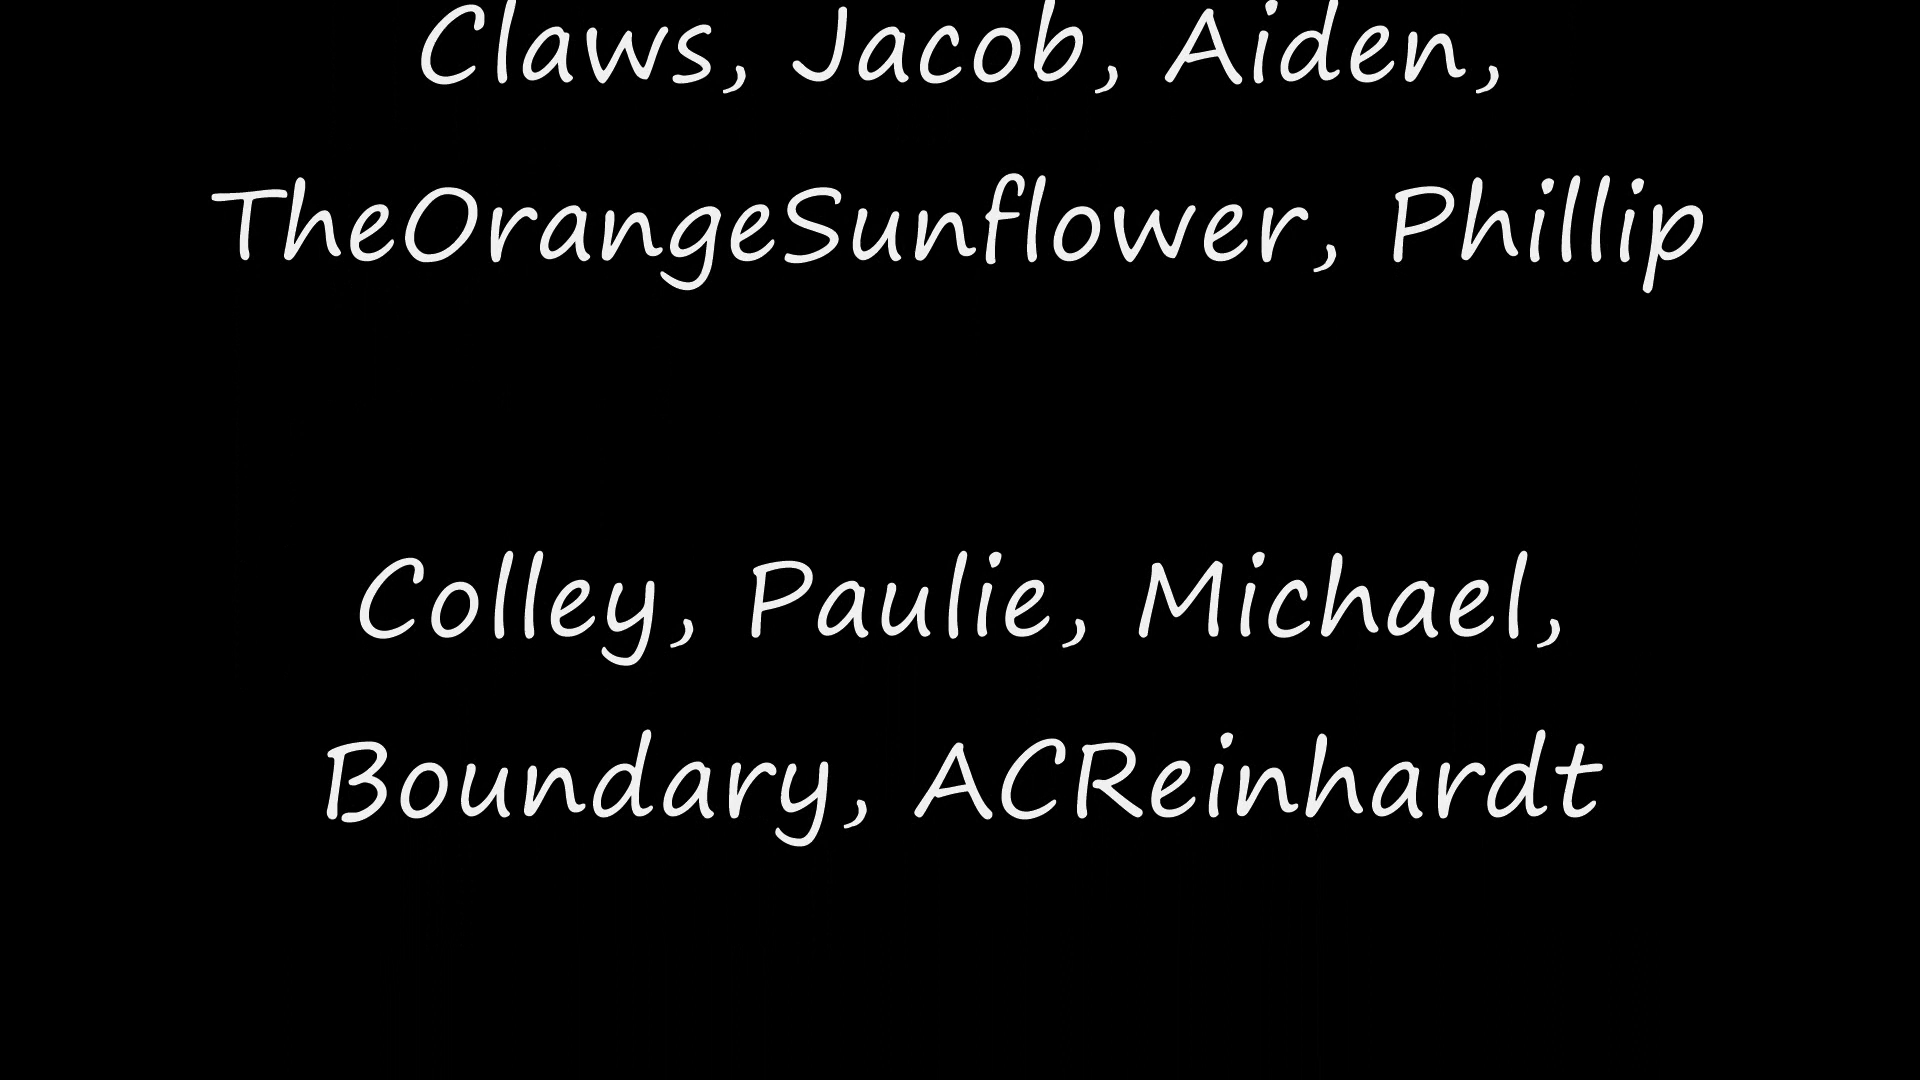 Claws, Jacob, Aiden,
TheOrangeSunflower, Phillip
Colley, Paulie, Michael,
Boundary, ACReinhardt